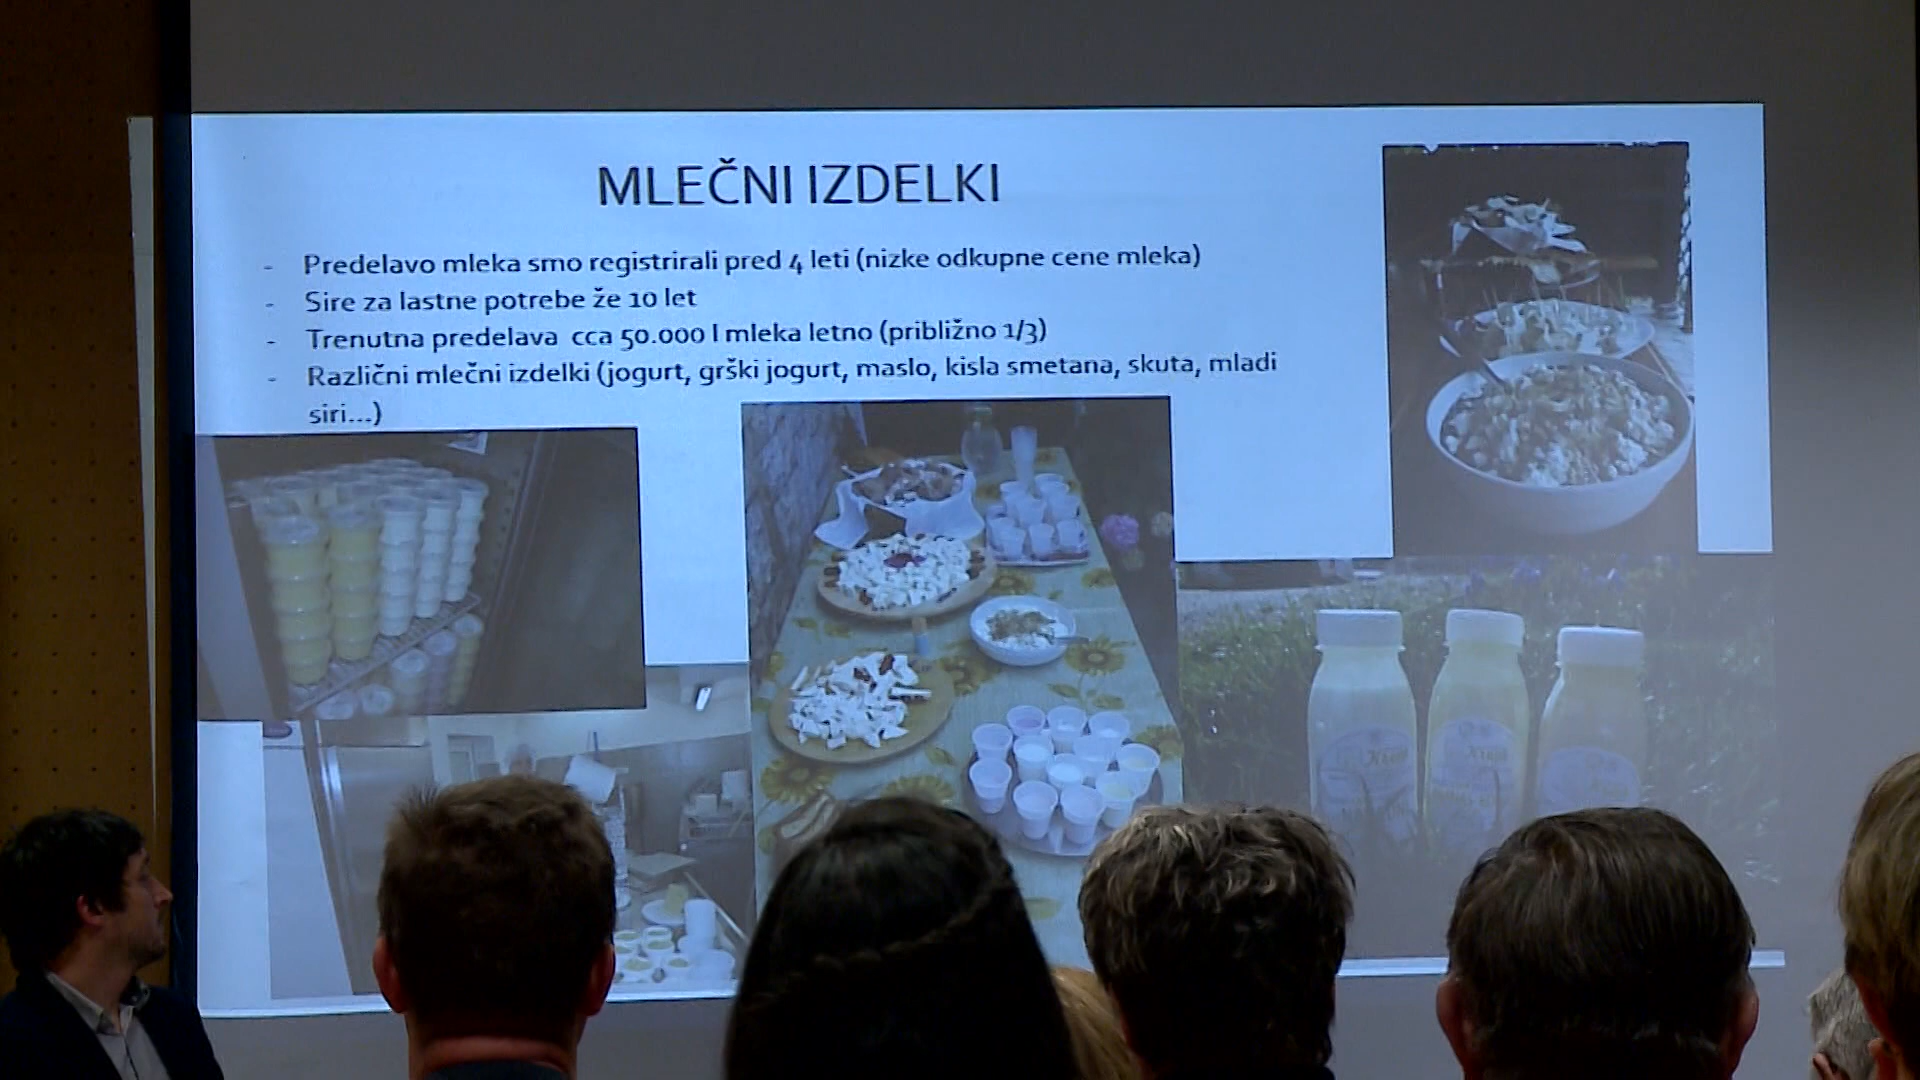 MLEČNI IZDELKI
- Predelavo mleka smo registrirali pred 4 leti (nizke odkupne cene mleka)
- Sire za lastne potrebe že 10 let
- Trenutna predelava cca 50.000 l mleka letno (približno 1/3)
- Različni mlečni izdelki (jogurt, grški jogurt, maslo, kisla smetana, skuta, mladi
siri...)